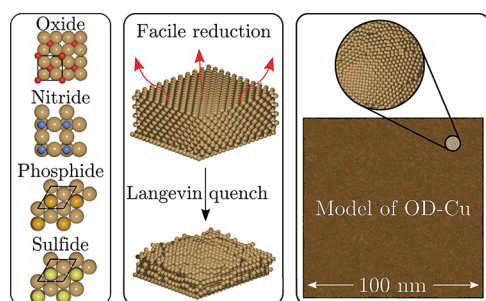 Oxide
Nitride
Phosphide
Sulfide
Facile reduction
Langevin quench
Model of OD-Cu
100 nm